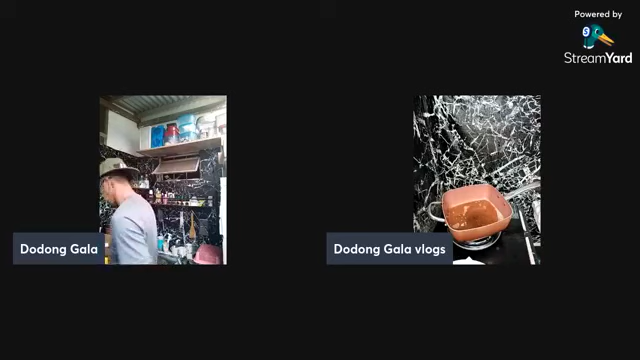 Powered by
S
StreamYard
Dodong Gala
Dodong Gala vlogs